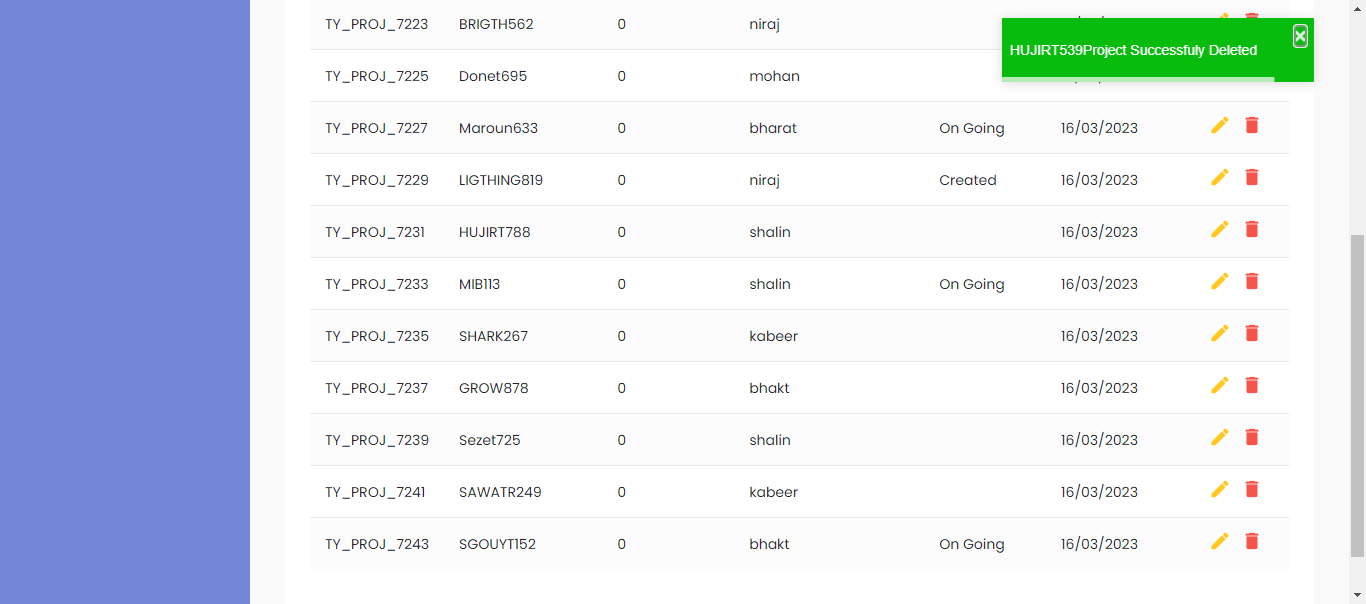 TY_PROJ_7223 BRIGTH562 0 niraj
HUJIRT539Project Successfuly Deleted
TY_PROJ_7225 Donet695 0 mohan
TY_PROJ_7227 Maroun633 0 bharat On Going 16/03/2023
TY_PROJ_7229 LIGTHING819 0 niraj Created 16/03/2023
TY_PROJ_7231 HUJIRT788 0 shalin 16/03/2023
TY_PROJ_7233 MIB113 0 shalin On Going 16/03/2023
TY_PROJ_7235 SHARK267 0 kabeer 16/03/2023
TY_PROJ_7237 GROW878 0 bhakt 16/03/2023
TY_PROJ_7239 Sezet725 0 shalin 16/03/2023
TY_PROJ_7241 SAWATR249 0 kabeer 16/03/2023
TY_PROJ_7243 SGOUYT152 0 bhakt On Going 16/03/2023